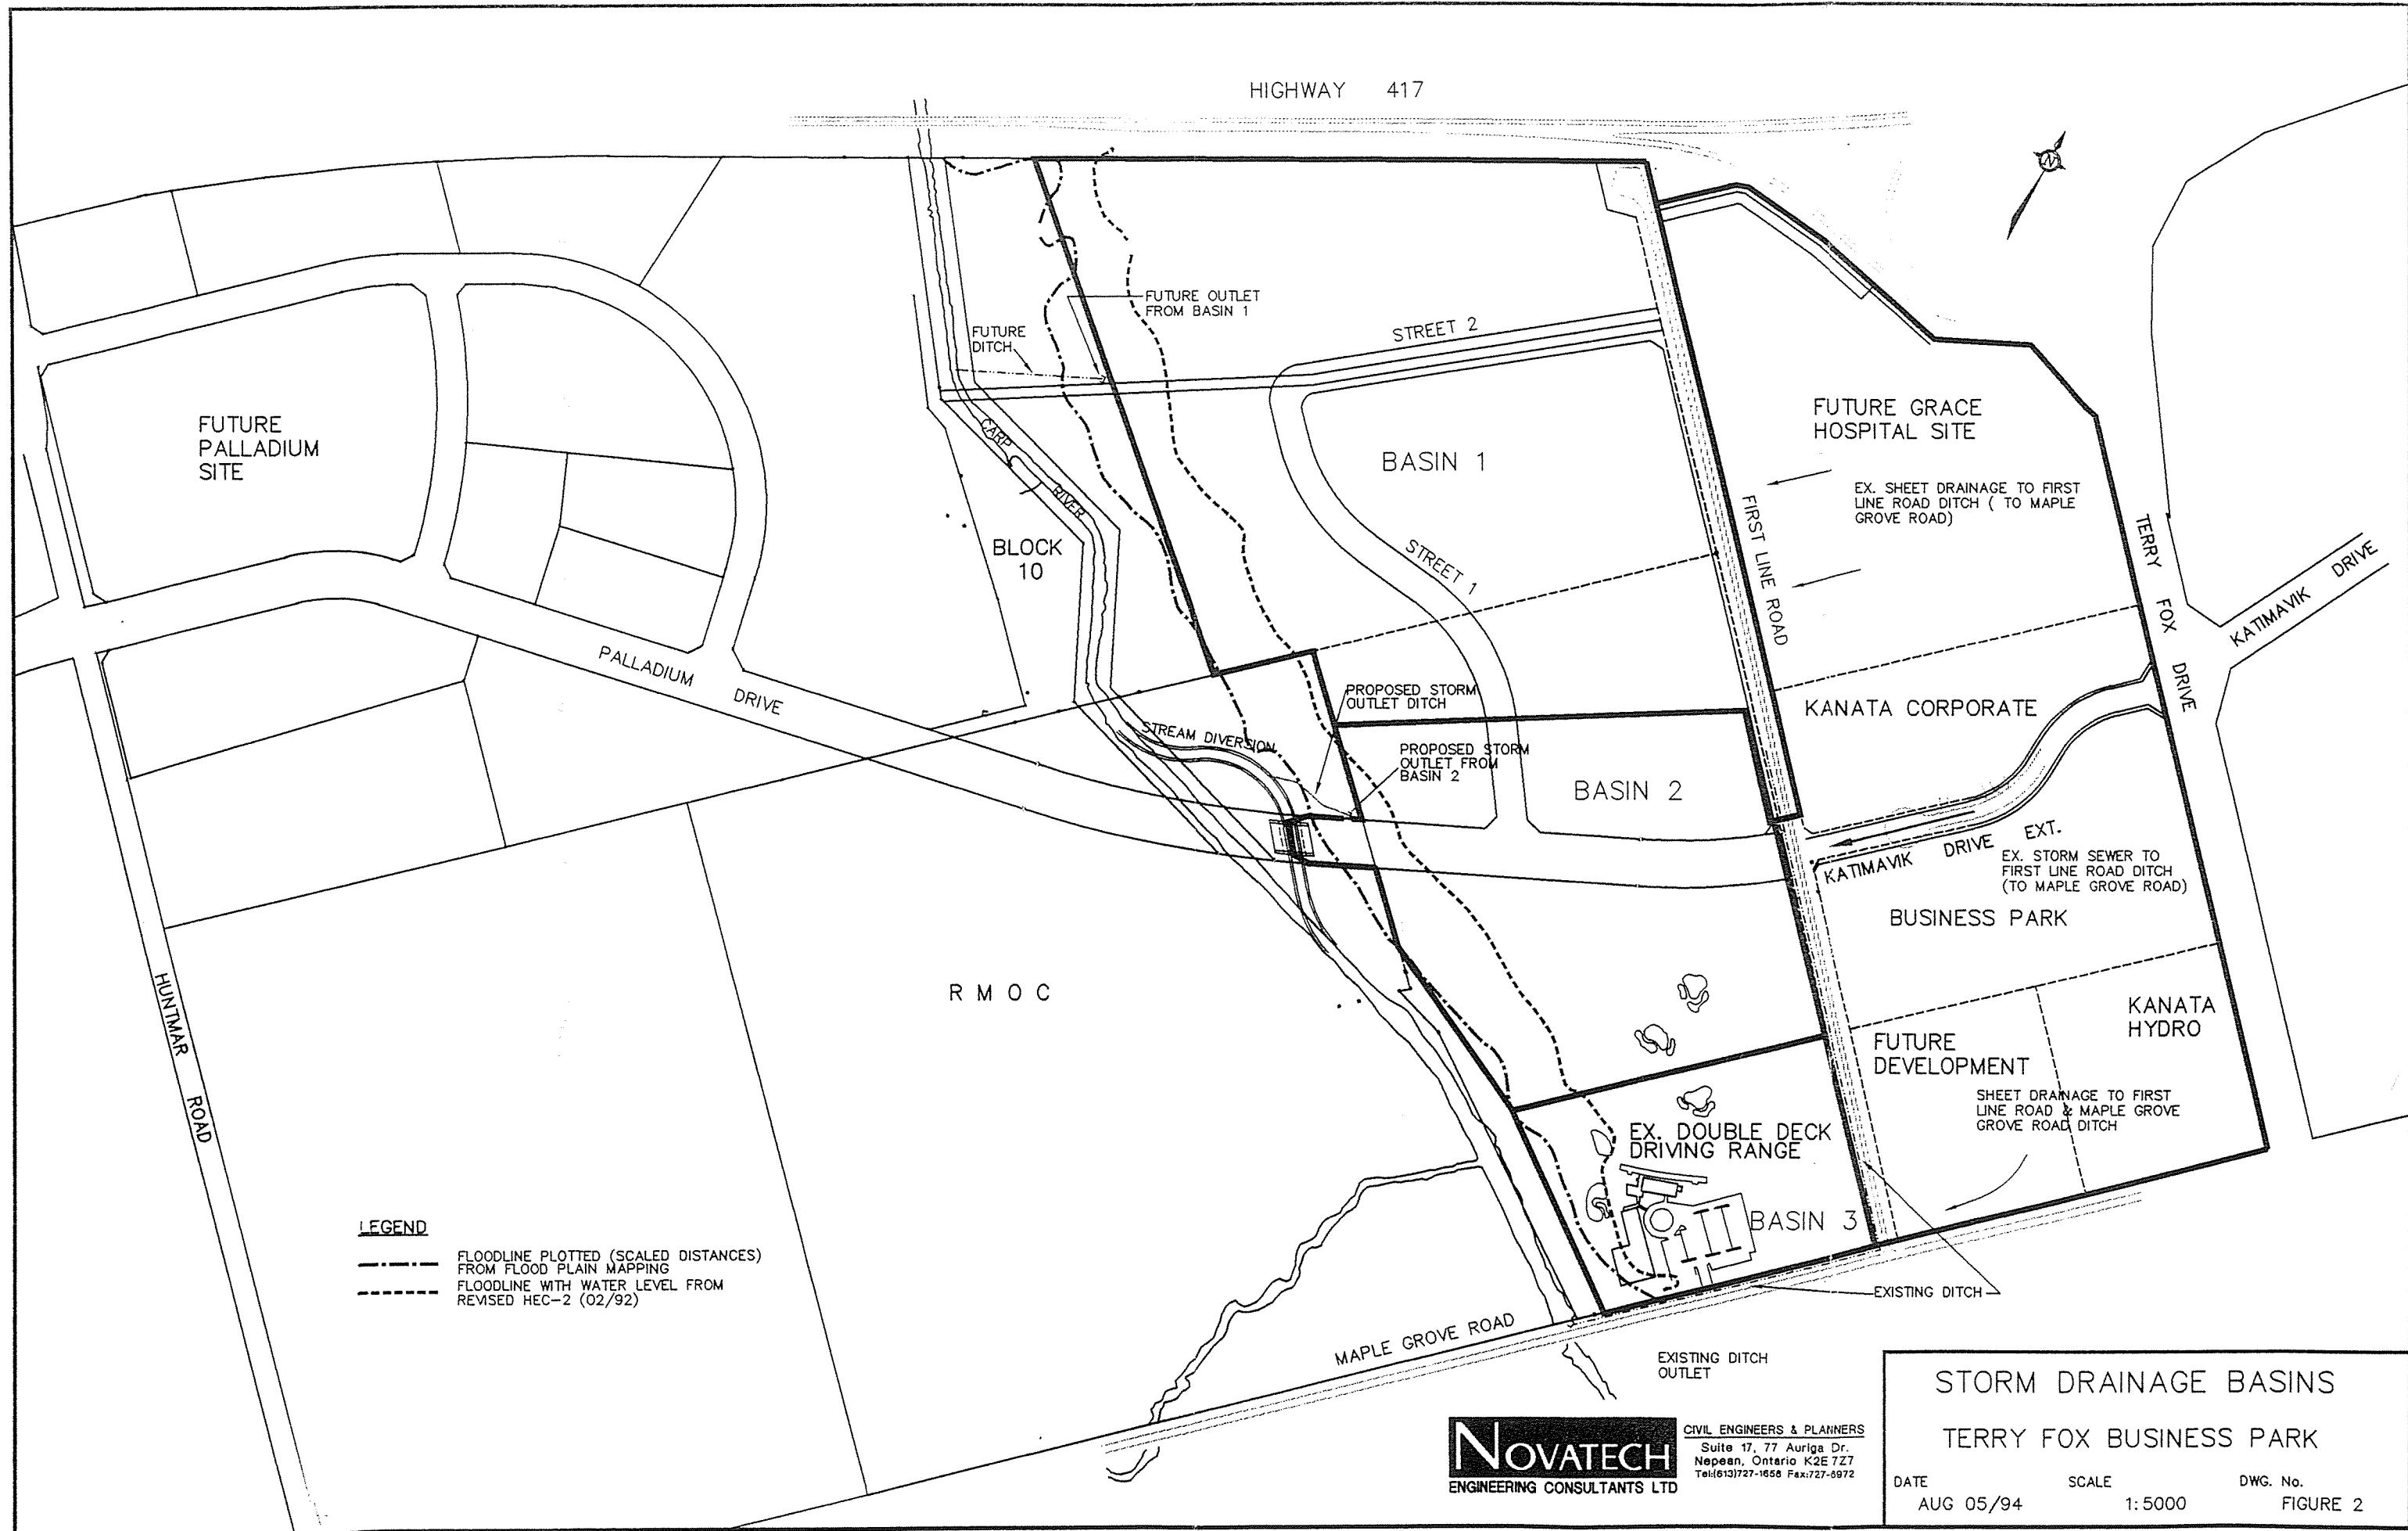 HIGHWAY 417
N
FUTURE OUTLET
FROM BASIN 1
FUTURE
DITCH
STREET 2
FUTURE
PALLADIUM
SITE
CARP
RIVER
BASIN 1
FUTURE GRACE
HOSPITAL SITE
EX. SHEET DRAINAGE TO FIRST
LINE ROAD DITCH ( TO MAPLE
GROVE ROAD)
FIRST LINE ROAD
TERRY FOX DRIVE
KATIMAVIK DRIVE
BLOCK
10
STREET 1
PALLADIUM DRIVE
PROPOSED STORM
OUTLET DITCH
KANATA CORPORATE
STREAM DIVERSION
PROPOSED STORM
OUTLET FROM
BASIN 2
BASIN 2
KATIMAVIK DRIVE EXT.
EX. STORM SEWER TO
FIRST LINE ROAD DITCH
(TO MAPLE GROVE ROAD)
BUSINESS PARK
HUNTMAR ROAD
R M O C
KANATA
HYDRO
FUTURE
DEVELOPMENT
SHEET DRAINAGE TO FIRST
LINE ROAD & MAPLE GROVE
GROVE ROAD DITCH
EX. DOUBLE DECK
DRIVING RANGE
BASIN 3
LEGEND
FLOODLINE PLOTTED (SCALED DISTANCES)
FROM FLOOD PLAIN MAPPING
FLOODLINE WITH WATER LEVEL FROM
REVISED HEC-2 (02/92)
EXISTING DITCH
MAPLE GROVE ROAD
EXISTING DITCH
OUTLET
NOVATECH
ENGINEERING CONSULTANTS LTD
CIVIL ENGINEERS & PLANNERS
Suite 17, 77 Auriga Dr.
Nepean, Ontario K2E 7Z7
Tel:(613)727-1658 Fax:727-6972
STORM DRAINAGE BASINS
TERRY FOX BUSINESS PARK
DATE SCALE DWG. No.
AUG 05/94 1:5000 FIGURE 2